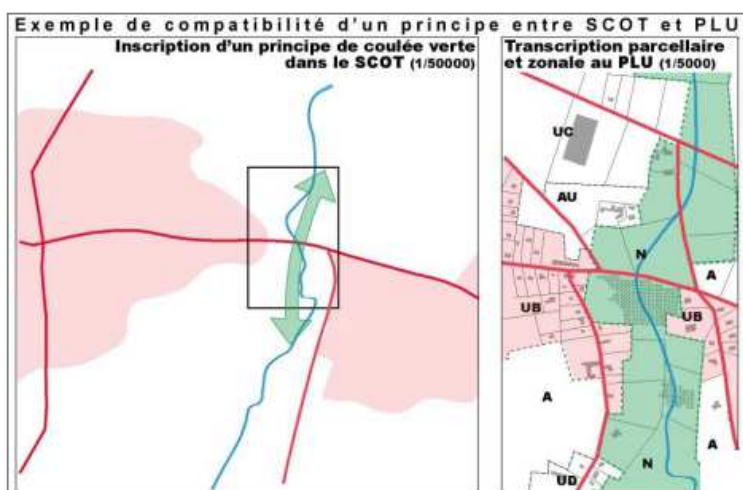 Exemple de compatibilité d'un principe entre SCOT et PLU
Inscription d'un principe de coulée verte
dans le SCOT (1/50000)
Transcription parcellaire
et zonale au PLU (1/5000)
UC
AU
N
A
UB
UB
A
A
N
UD